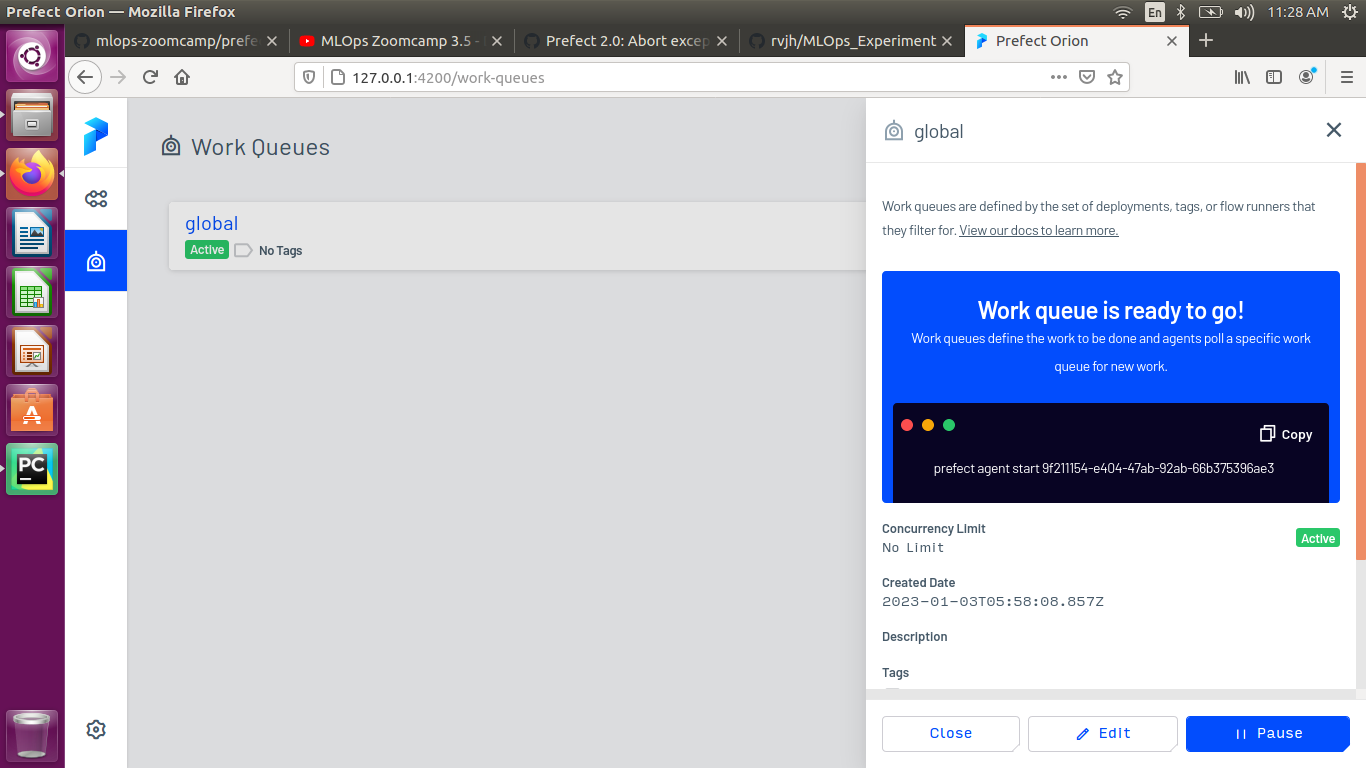 Prefect Orion — Mozilla Firefox
En
11:28 AM
mlops-zoomcamp/prefe
MLOps Zoomcamp 3.5 -
Prefect 2.0: Abort excep
rvjh/MLOps_Experiment
Prefect Orion
127.0.0.1:4200/work-queues
Work Queues
global
Active
No Tags
global
Work queues are defined by the set of deployments, tags, or flow runners that
they filter for. View our docs to learn more.
Work queue is ready to go!
Work queues define the work to be done and agents poll a specific work
queue for new work.
Copy
prefect agent start 9f211154-e404-47ab-92ab-66b375396ae3
Concurrency Limit
No Limit
Active
Created Date
2023-01-03T05:58:08.857Z
Description
Tags
Close
Edit
Pause
PC